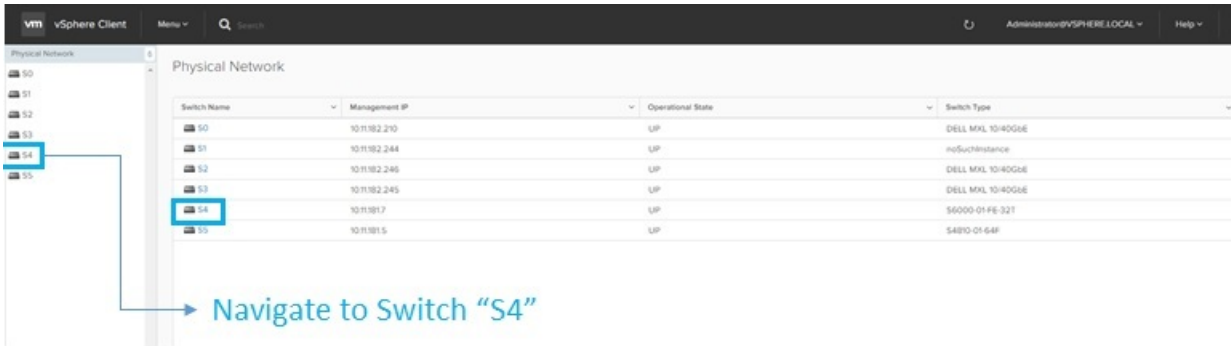 vm vSphere Client Menu Search Administrator@VSPHERE.LOCAL Help
Physical Network 6
S0
S1
S2
S3
S4
S5
Physical Network
Switch Name Management IP Operational State Switch Type
S0 10.11.182.210 UP DELL MXL 10/40GbE
S1 10.11.182.244 UP noSuchInstance
S2 10.11.182.246 UP DELL MXL 10/40GbE
S3 10.11.182.245 UP DELL MXL 10/40GbE
S4 10.11.181.7 UP S6000-01-FE-32T
S5 10.11.181.5 UP S4810-01-64F
Navigate to Switch “S4”